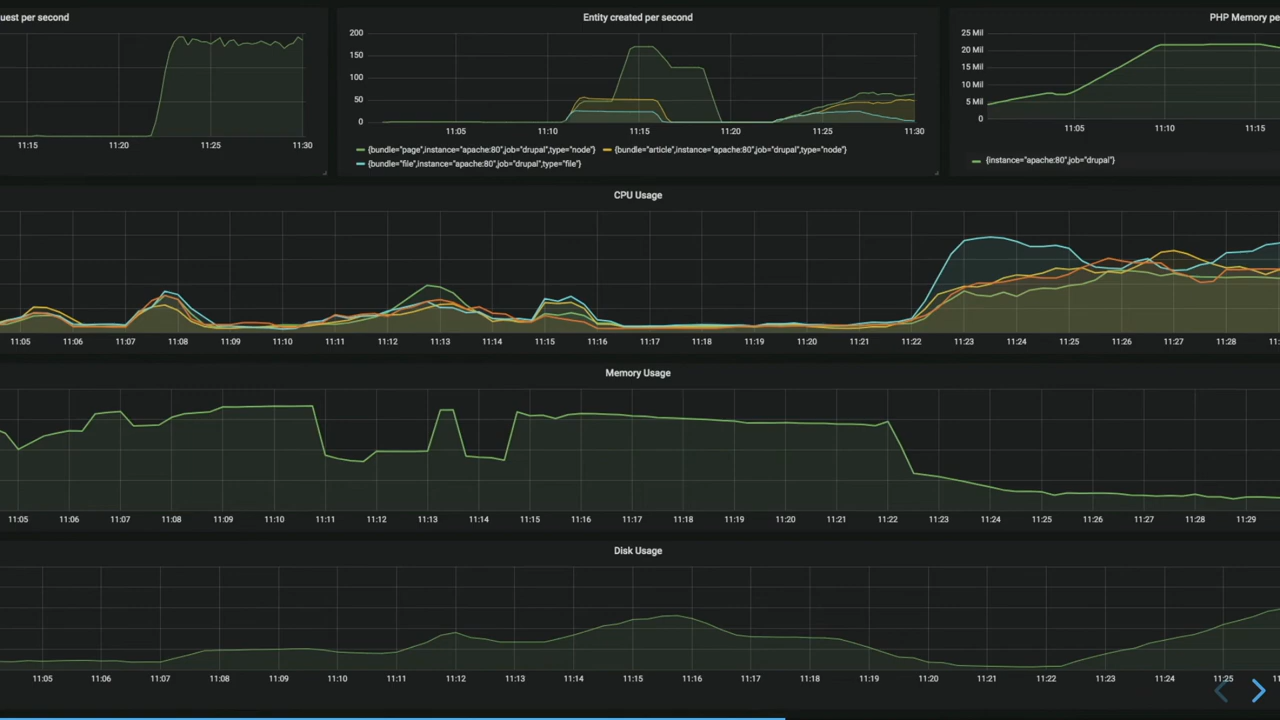 uest per second
Entity created per second
PHP Memory pe
200
150
100
50
0
25 Mil
20 Mil
15 Mil
10 Mil
5 Mil
0
11:15 11:20 11:25 11:30
11:05 11:10 11:15 11:20 11:25 11:30
11:05 11:10 11:15
{bundle="page",instance="apache:80",job="drupal",type="node"} {bundle="article",instance="apache:80",job="drupal",type="node"}
{bundle="file",instance="apache:80",job="drupal",type="file"}
{instance="apache:80",job="drupal"}
CPU Usage
11:05 11:06 11:07 11:08 11:09 11:10 11:11 11:12 11:13 11:14 11:15 11:16 11:17 11:18 11:19 11:20 11:21 11:22 11:23 11:24 11:25 11:26 11:27 11:28 11:
Memory Usage
11:05 11:06 11:07 11:08 11:09 11:10 11:11 11:12 11:13 11:14 11:15 11:16 11:17 11:18 11:19 11:20 11:21 11:22 11:23 11:24 11:25 11:26 11:27 11:28 11:29
Disk Usage
11:05 11:06 11:07 11:08 11:09 11:10 11:11 11:12 11:13 11:14 11:15 11:16 11:17 11:18 11:19 11:20 11:21 11:22 11:23 11:24 11:25